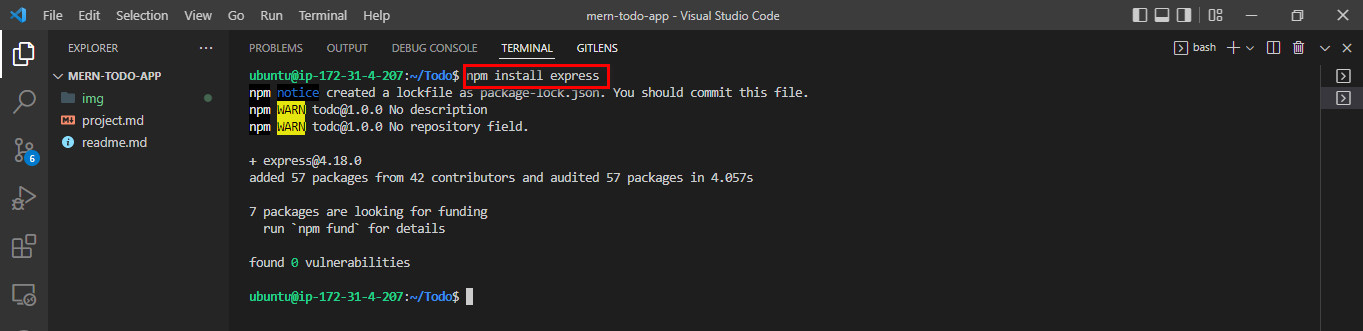 File Edit Selection View Go Run Terminal Help
mern-todo-app - Visual Studio Code
EXPLORER
MERN-TODO-APP
img
project.md
readme.md
6
PROBLEMS OUTPUT DEBUG CONSOLE TERMINAL GITLENS
bash
ubuntu@ip-172-31-4-207:~/Todo$ npm install express
npm notice created a lockfile as package-lock.json. You should commit this file.
npm WARN todo@1.0.0 No description
npm WARN todo@1.0.0 No repository field.
+ express@4.18.0
added 57 packages from 42 contributors and audited 57 packages in 4.057s
7 packages are looking for funding
run `npm fund` for details
found 0 vulnerabilities
ubuntu@ip-172-31-4-207:~/Todo$